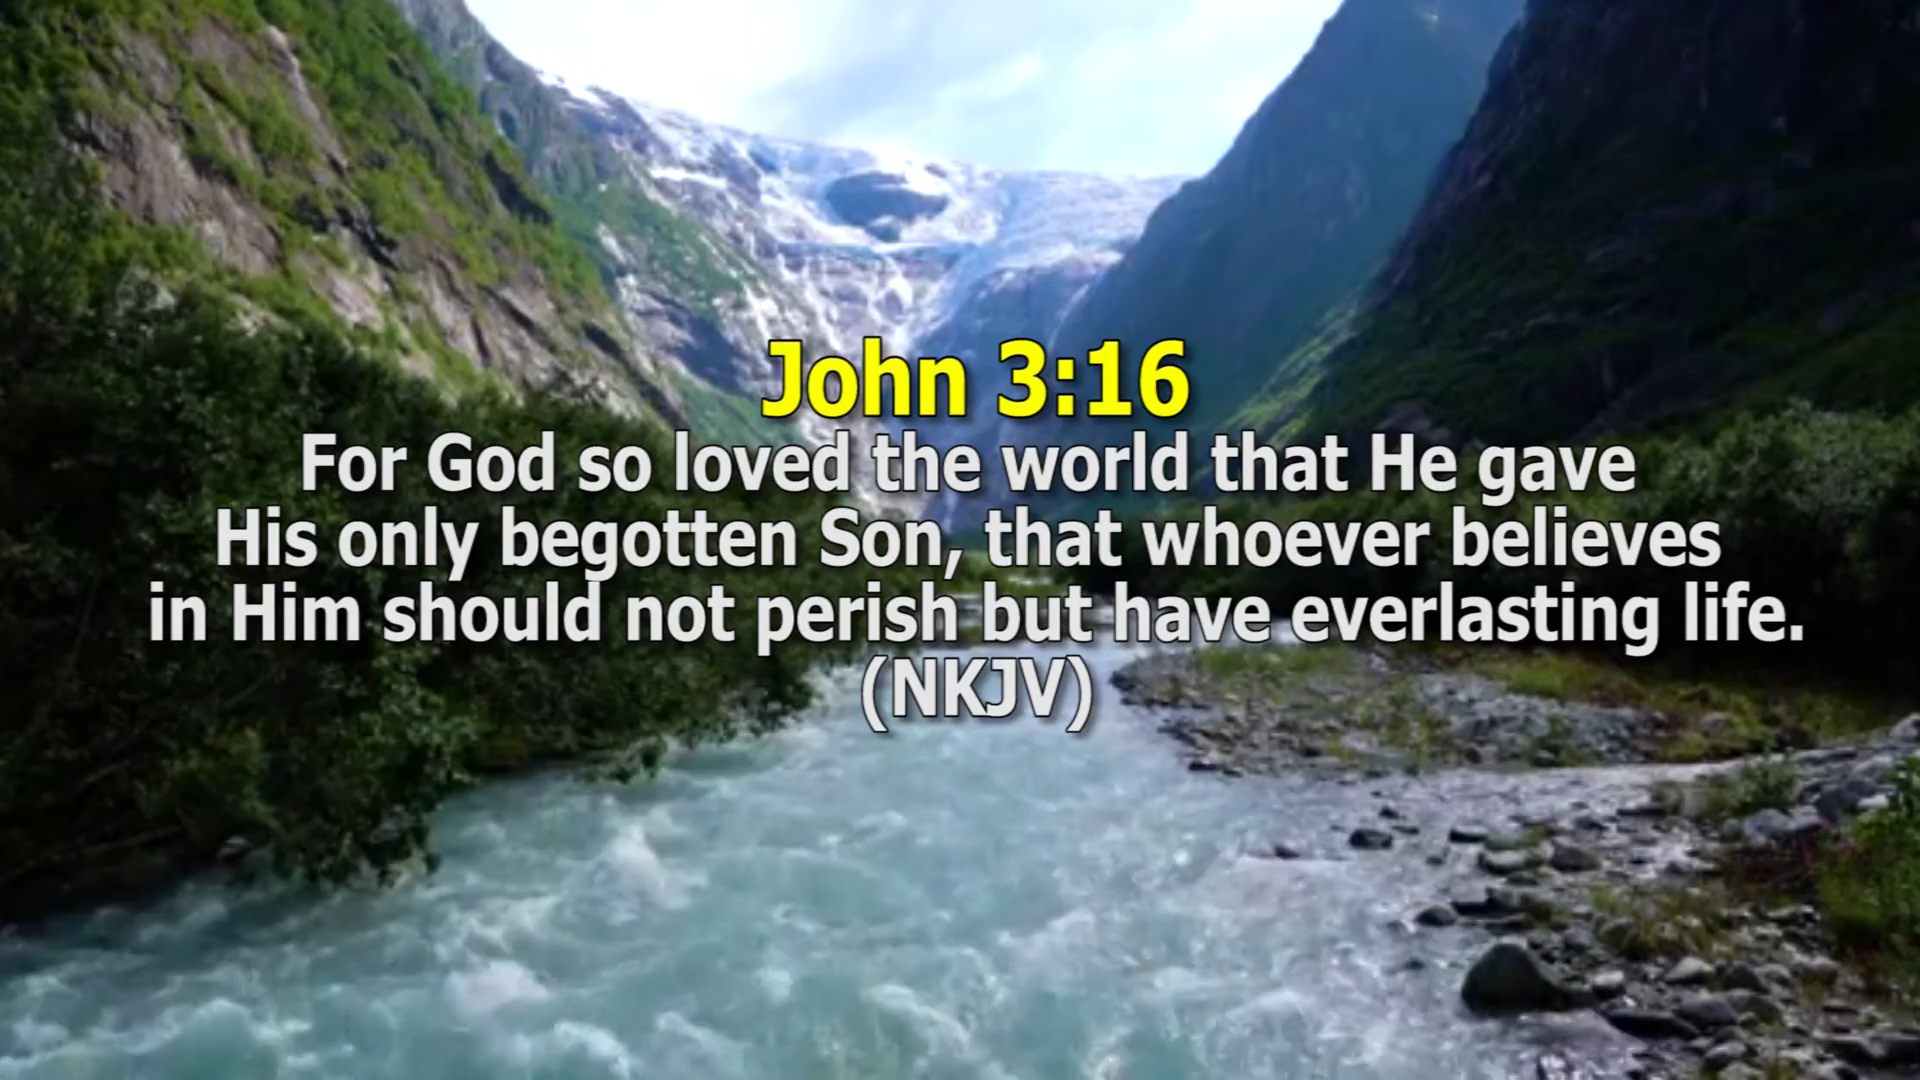 John 3:16
For God so loved the world that He gave
His only begotten Son, that whoever believes
in Him should not perish but have everlasting life.
(NKJV)